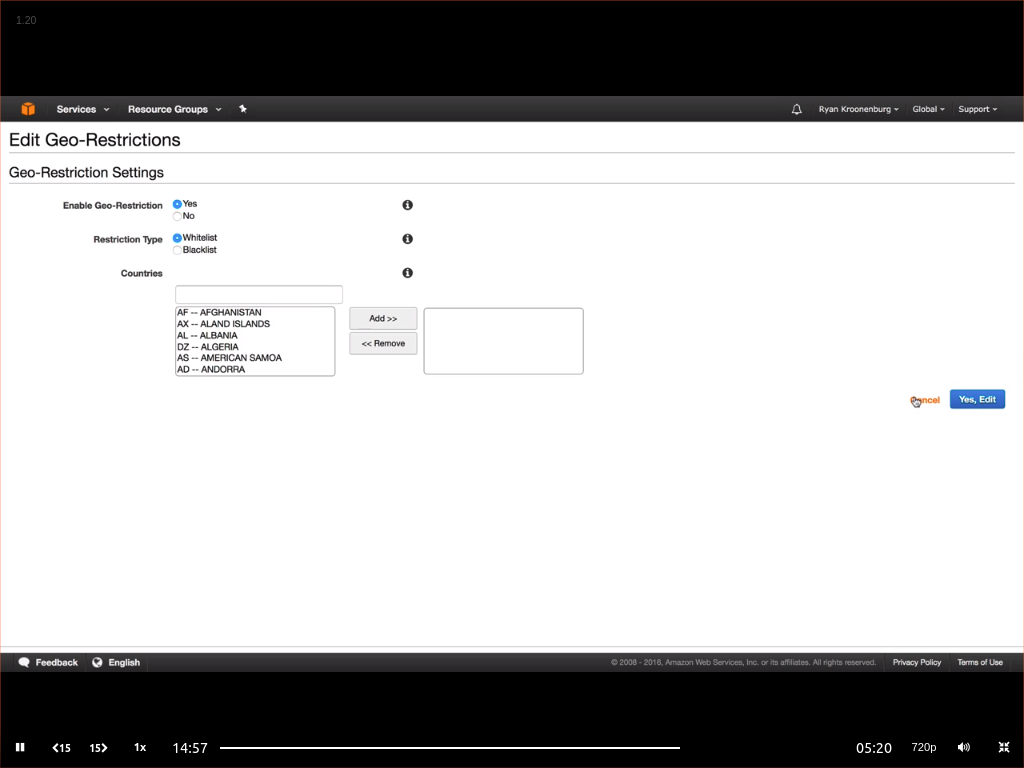 1.20
Services Resource Groups Ryan Kroonenburg Global Support
Edit Geo-Restrictions
Geo-Restriction Settings
Enable Geo-Restriction Yes
No
Restriction Type Whitelist
Blacklist
Countries
AF -- AFGHANISTAN
AX -- ALAND ISLANDS
AL -- ALBANIA
DZ -- ALGERIA
AS -- AMERICAN SAMOA
AD -- ANDORRA
Add >>
<< Remove
Yes, Edit
Feedback English © 2008 - 2016, Amazon Web Services, Inc. or its affiliates. All rights reserved. Privacy Policy Terms of Use
15 15 1x 14:57 05:20 720p